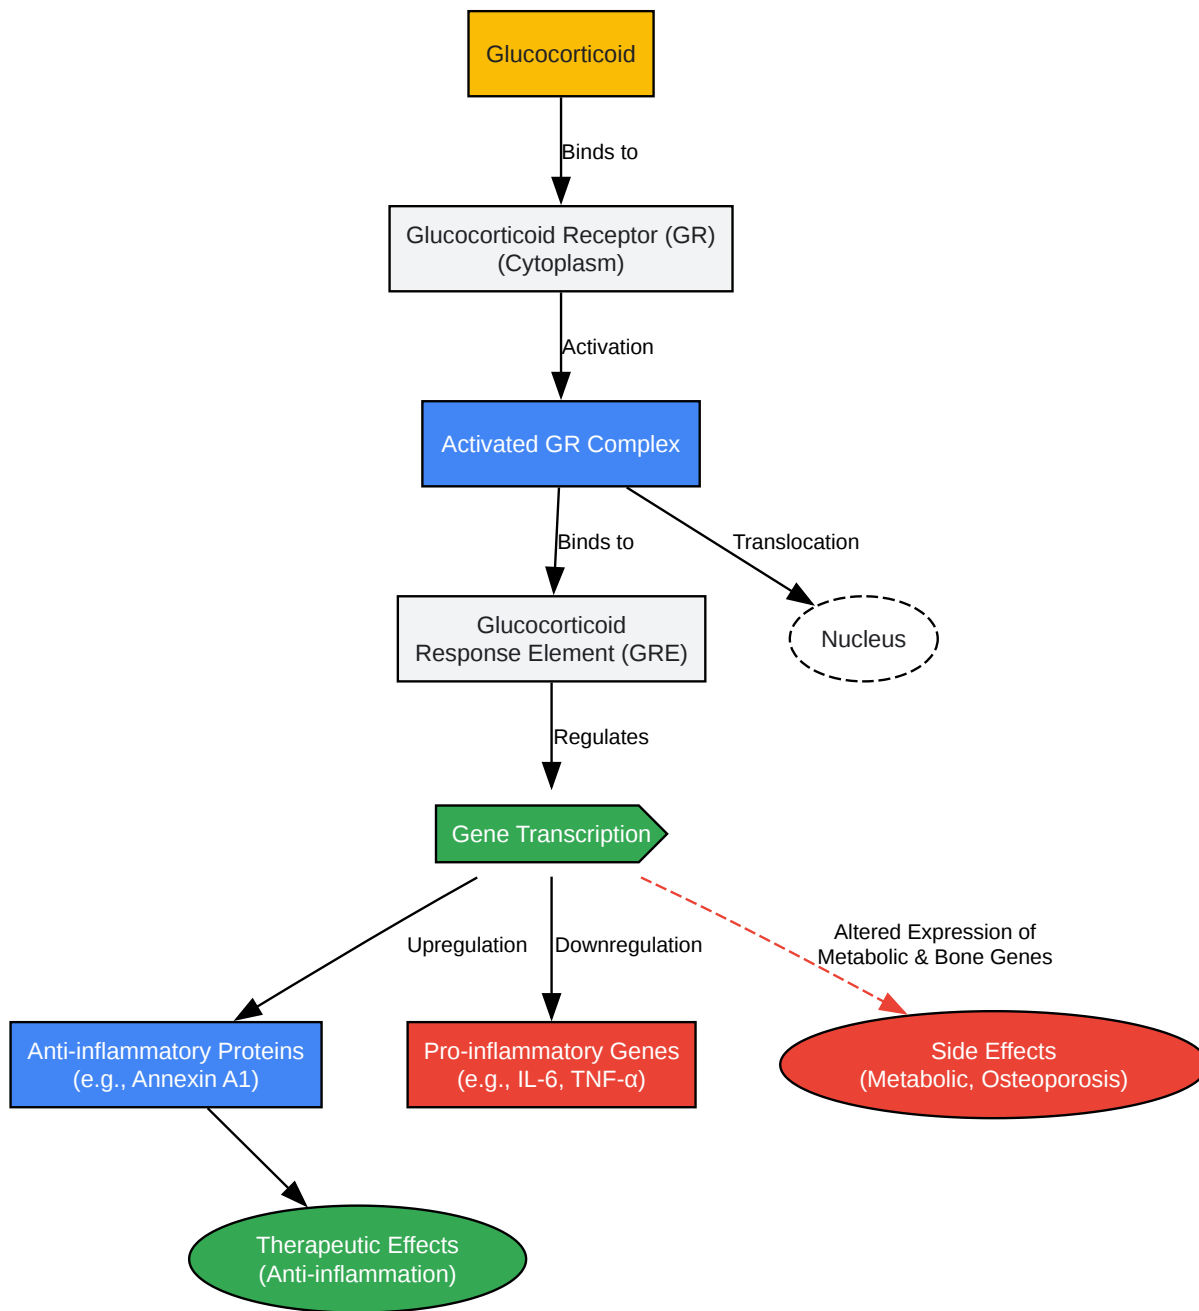 Glucocorticoid
Binds to
Glucocorticoid Receptor (GR)
(Cytoplasm)
Activation
Activated GR Complex
Binds to
Translocation
Glucocorticoid
Response Element (GRE)
Nucleus
Regulates
Gene Transcription
Upregulation
Downregulation
Altered Expression of
Metabolic & Bone Genes
Anti-inflammatory Proteins
(e.g., Annexin A1)
Pro-inflammatory Genes
(e.g., IL-6, TNF-α)
Side Effects
(Metabolic, Osteoporosis)
Therapeutic Effects
(Anti-inflammation)